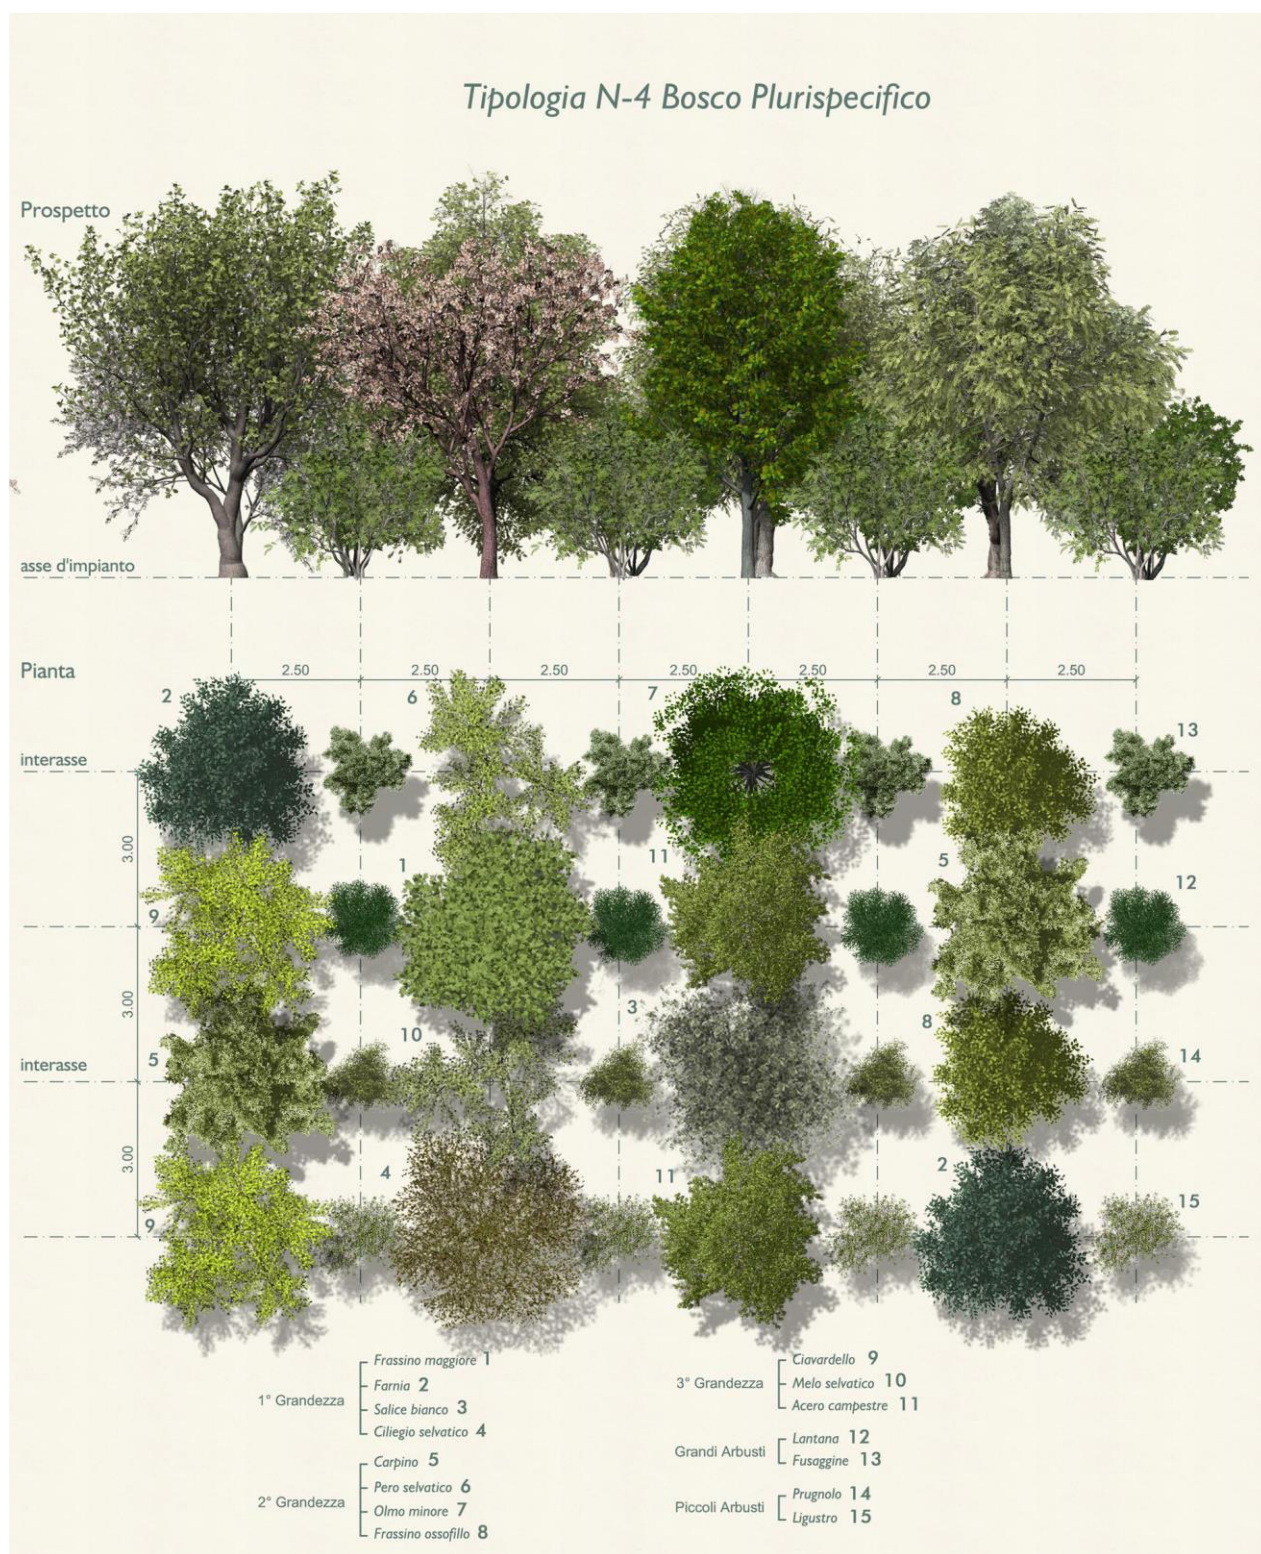 Tipologia N-4 Bosco Plurispecifico
Prospetto
asse d'impianto
Pianta
2.50 2.50 2.50 2.50 2.50 2.50 2.50
2 6 7 8
13
interasse
3.00
1 11 5 12
9
3.00
10 3 8 14
interasse 5
3.00
4 11 2 15
9
1° Grandezza
Frassino maggiore 1
Farnia 2
Salice bianco 3
Ciliegio selvatico 4
2° Grandezza
Carpino 5
Pero selvatico 6
Olmo minore 7
Frassino ossofillo 8
3° Grandezza
Ciavardello 9
Melo selvatico 10
Acero campestre 11
Grandi Arbusti
Lantana 12
Fusaggine 13
Piccoli Arbusti
Prugnolo 14
Ligustro 15